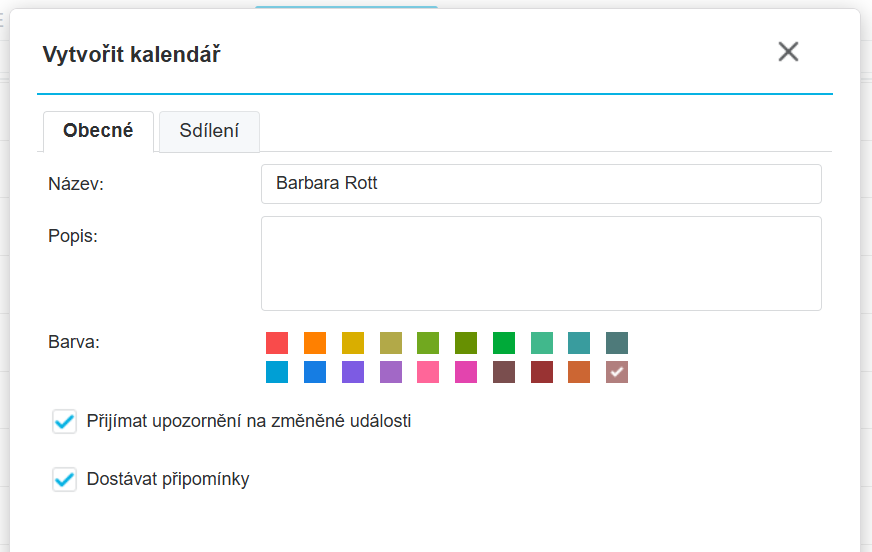 Vytvořit kalendář
Obecné
Sdílení
Název:
Barbara Rott
Popis:
Barva:
Přijímat upozornění na změněné události
Dostávat připomínky